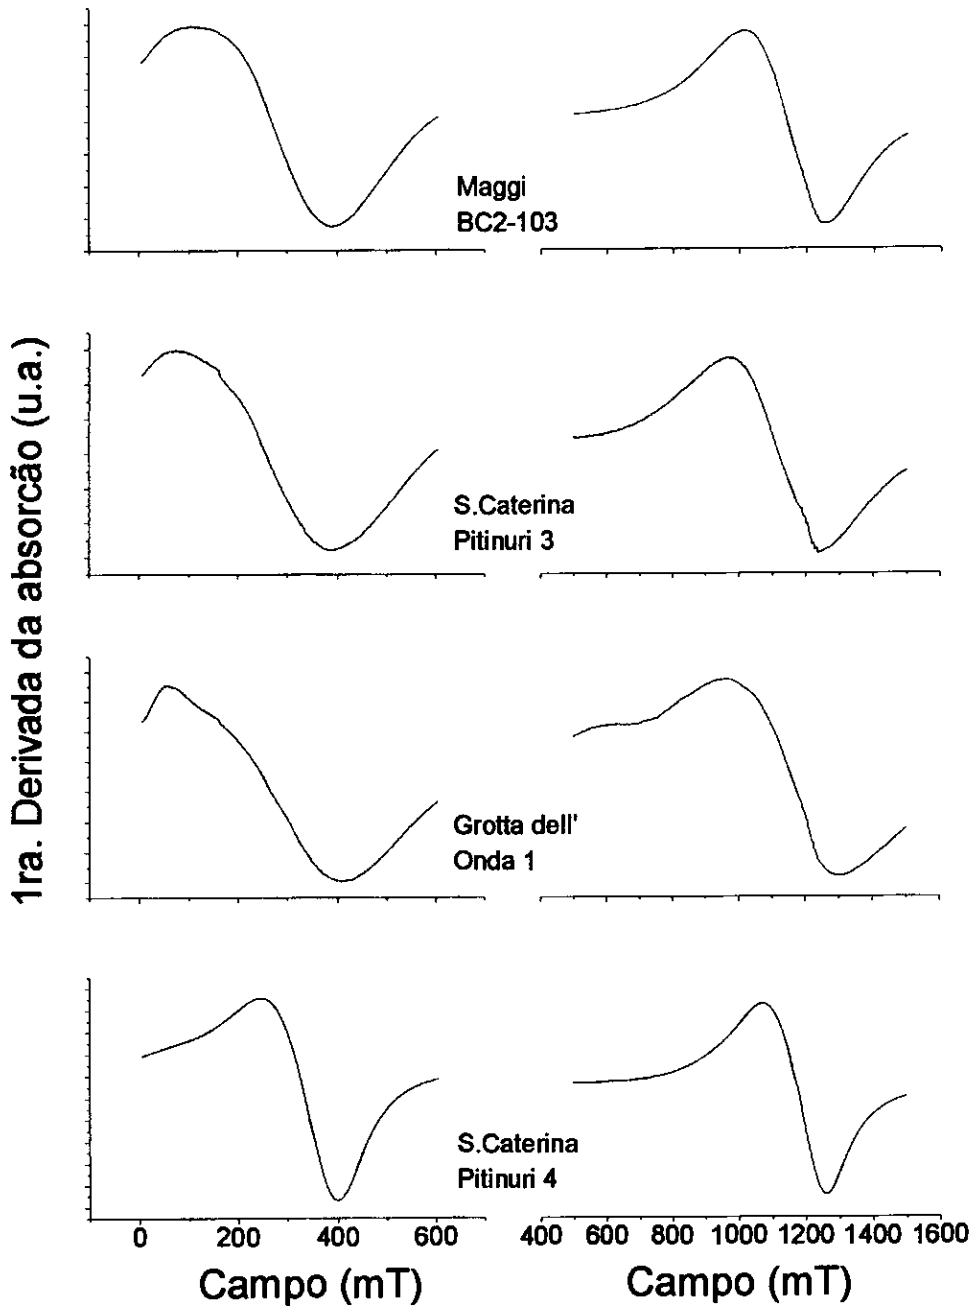 1ra. Derivada da absorcão (u.a.)
Maggi
BC2-103
S.Caterina
Pitinuri 3
Grotta dell'
Onda 1
S.Caterina
Pitinuri 4
0 200 400 600
400 600 800 1000 1200 1400 1600
Campo (mT)
Campo (mT)